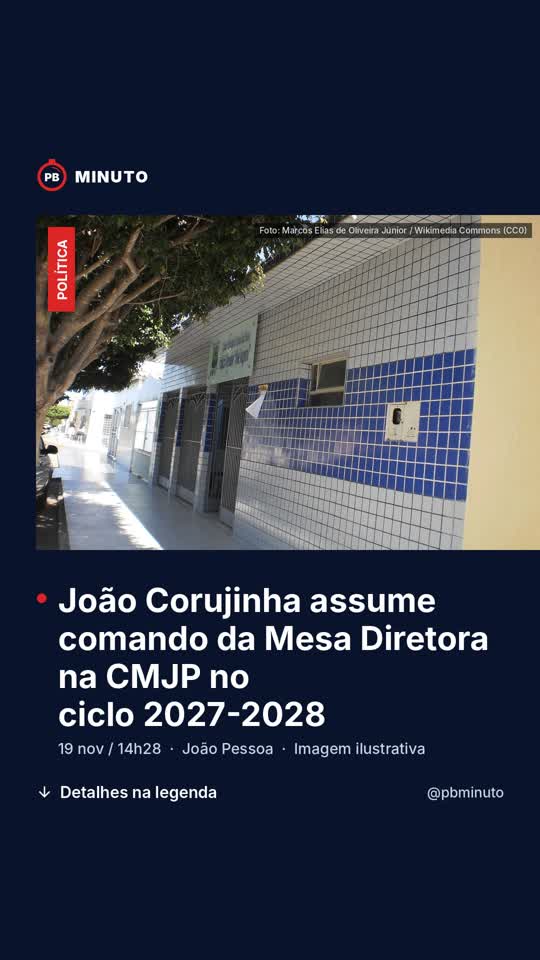 PB MINUTO
Foto: Marcos Elias de Oliveira Júnior / Wikimedia Commons (CC0)
POLÍTICA
João Corujinha assume
comando da Mesa Diretora
na CMJP no
ciclo 2027-2028
19 nov / 14h28 · João Pessoa · Imagem ilustrativa
↓ Detalhes na legenda
@pbminuto